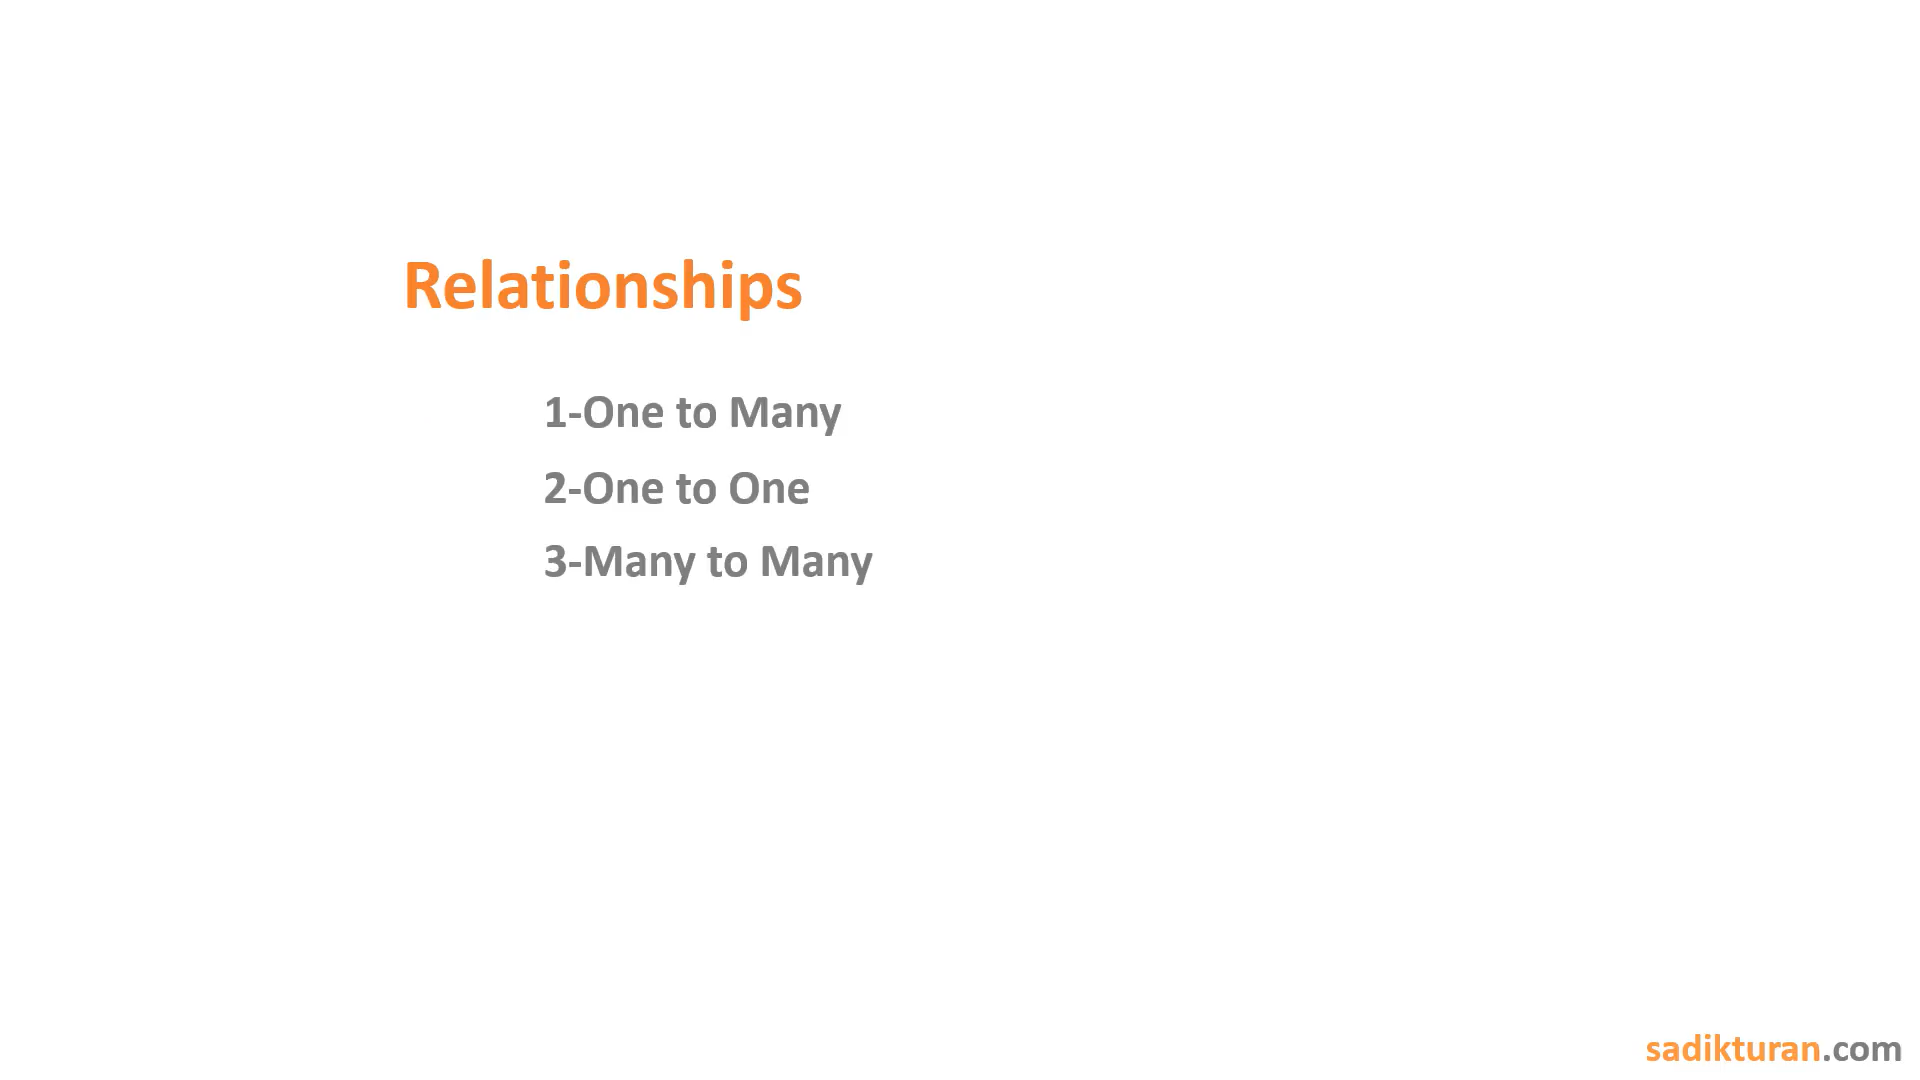 Relationships
1-One to Many
2-One to One
3-Many to Many
sadikturan.com